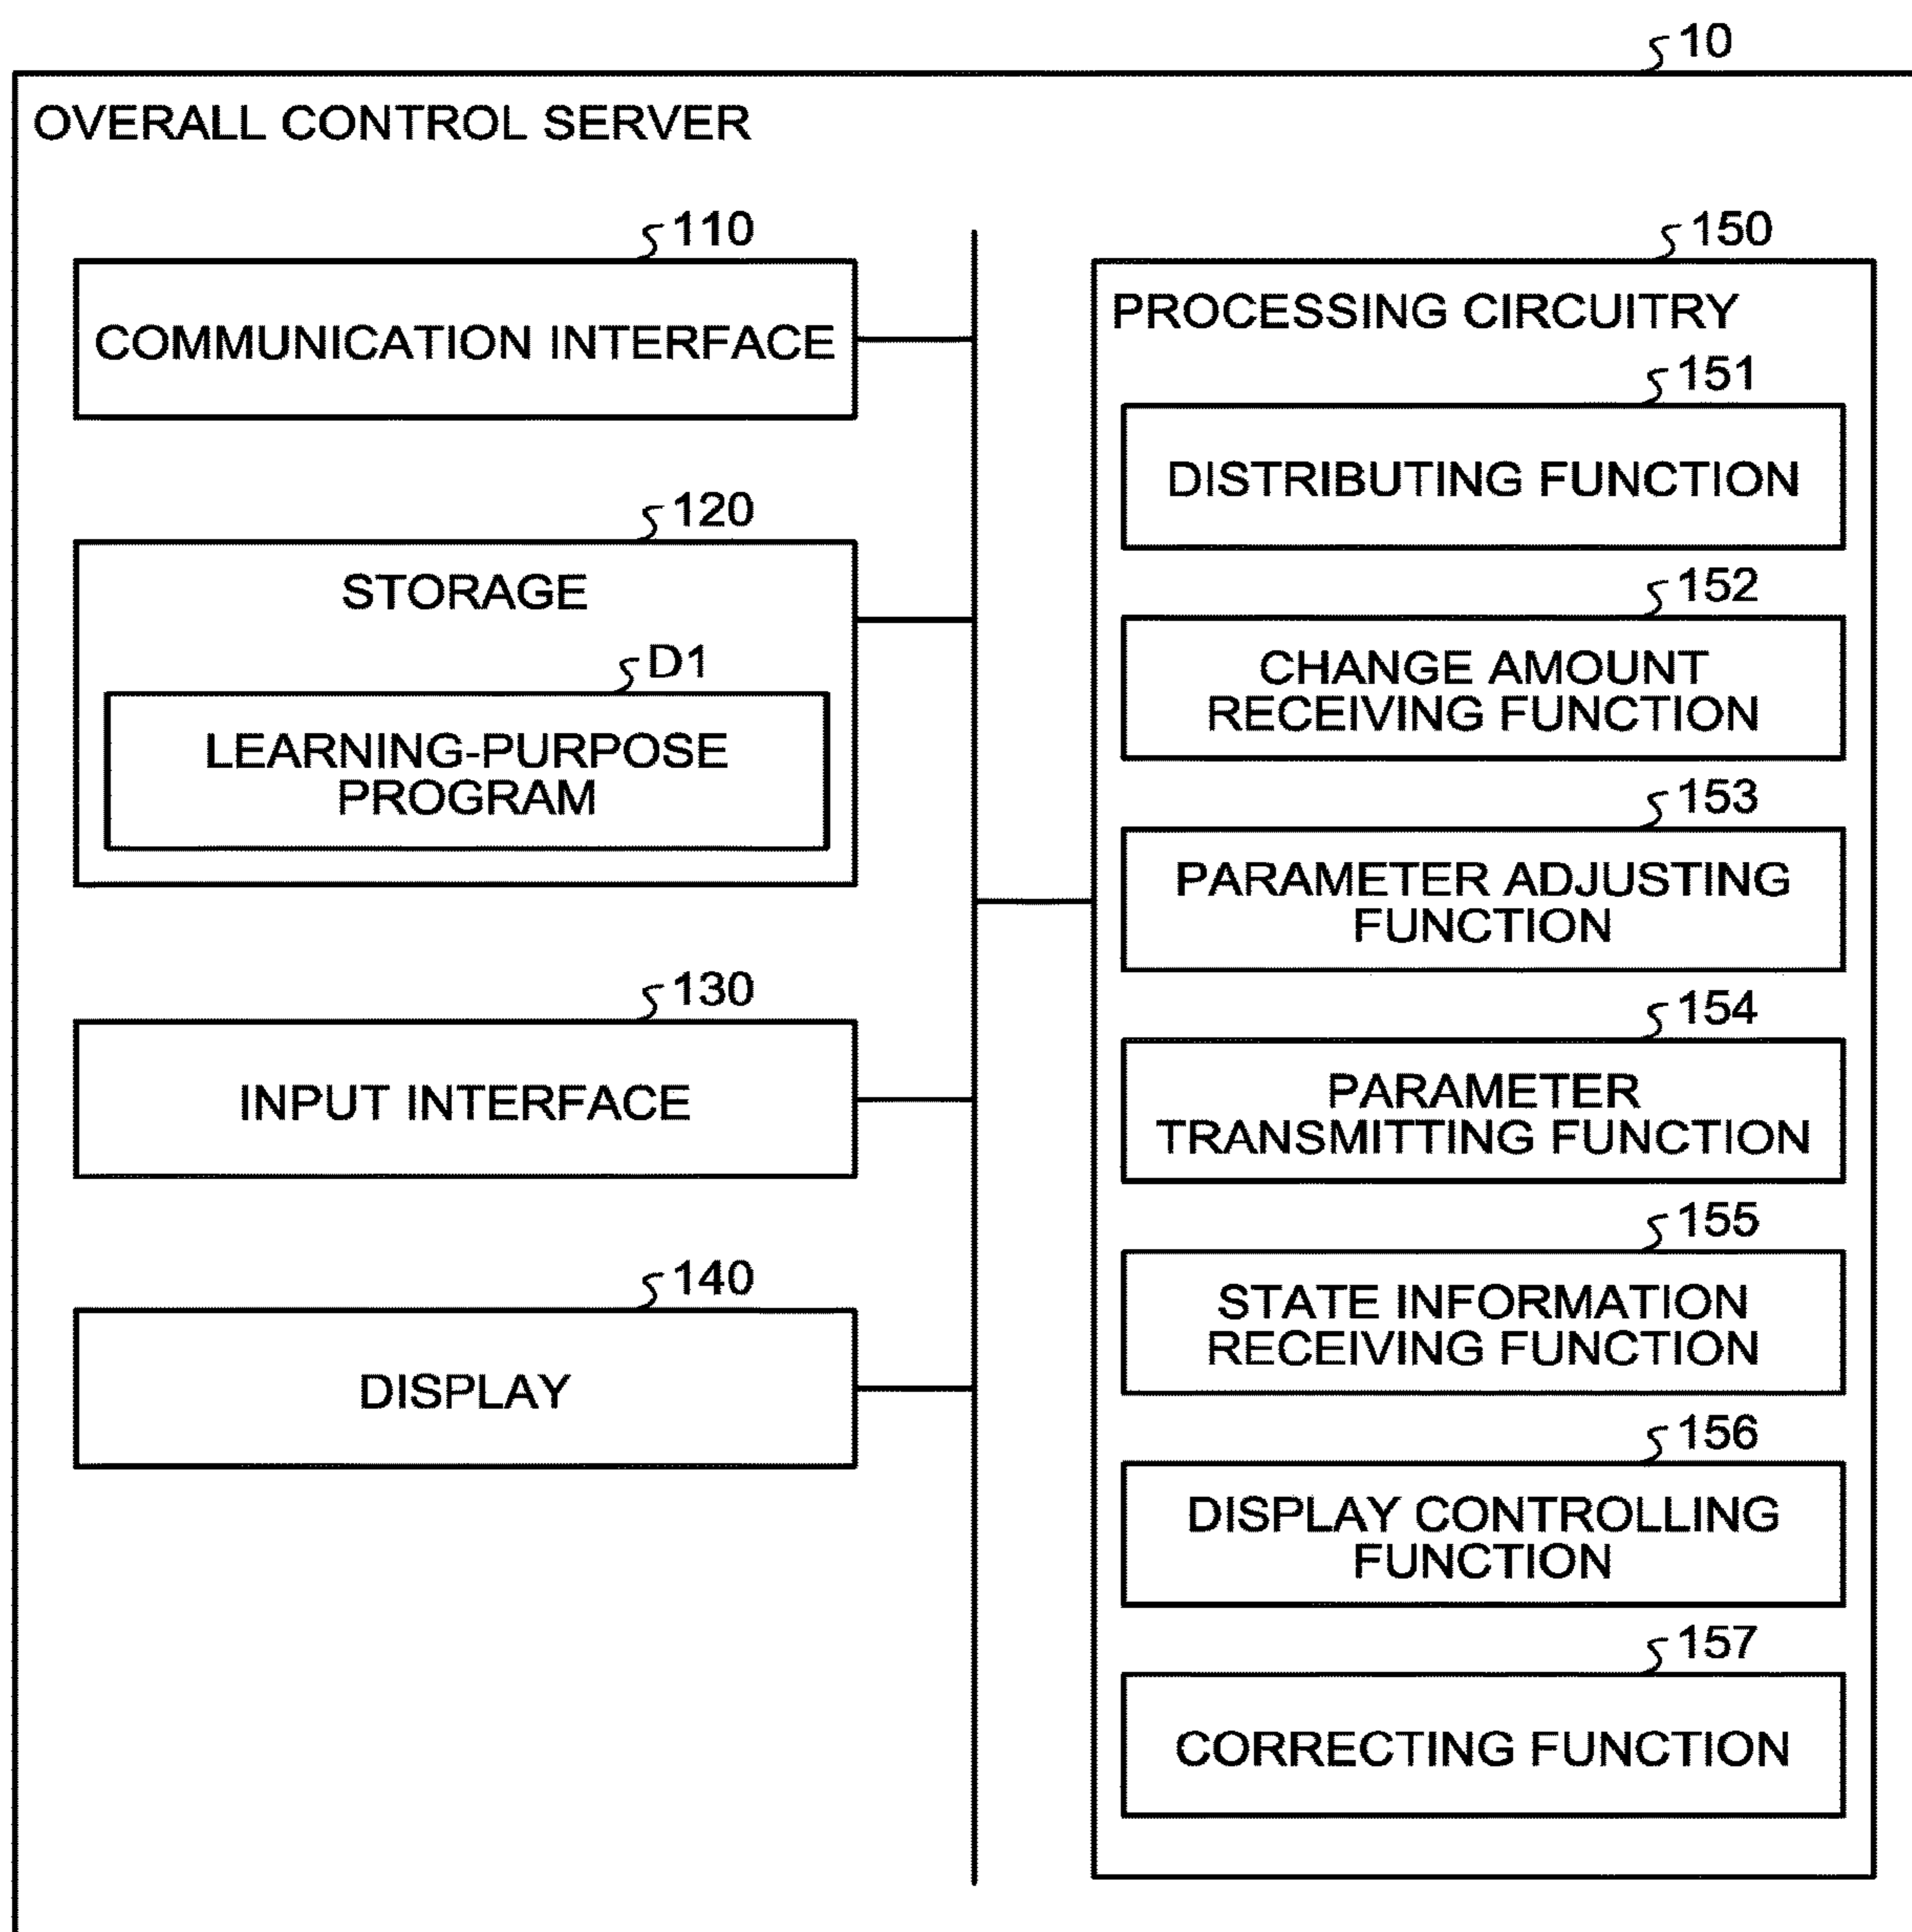 10
OVERALL CONTROL SERVER
110
COMMUNICATION INTERFACE
120
STORAGE
D1
LEARNING-PURPOSE
PROGRAM
130
INPUT INTERFACE
140
DISPLAY
150
PROCESSING CIRCUITRY
151
DISTRIBUTING FUNCTION
152
CHANGE AMOUNT
RECEIVING FUNCTION
153
PARAMETER ADJUSTING
FUNCTION
154
PARAMETER
TRANSMITTING FUNCTION
155
STATE INFORMATION
RECEIVING FUNCTION
156
DISPLAY CONTROLLING
FUNCTION
157
CORRECTING FUNCTION